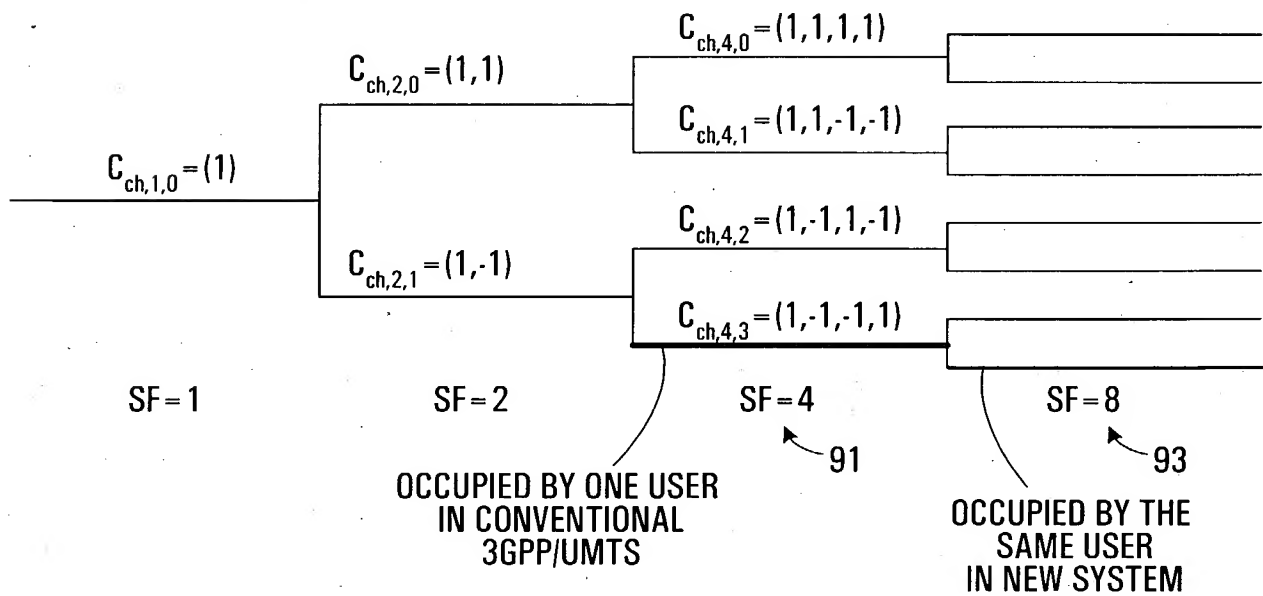 C_ch,4,0 = (1,1,1,1)
C_ch,2,0 = (1,1)
C_ch,4,1 = (1,1,-1,-1)
C_ch,1,0 = (1)
C_ch,4,2 = (1,-1,1,-1)
C_ch,2,1 = (1,-1)
C_ch,4,3 = (1,-1,-1,1)
SF = 1
SF = 2
SF = 4
SF = 8
91
93
OCCUPIED BY ONE USER
IN CONVENTIONAL
3GPP/UMTS
OCCUPIED BY THE
SAME USER
IN NEW SYSTEM